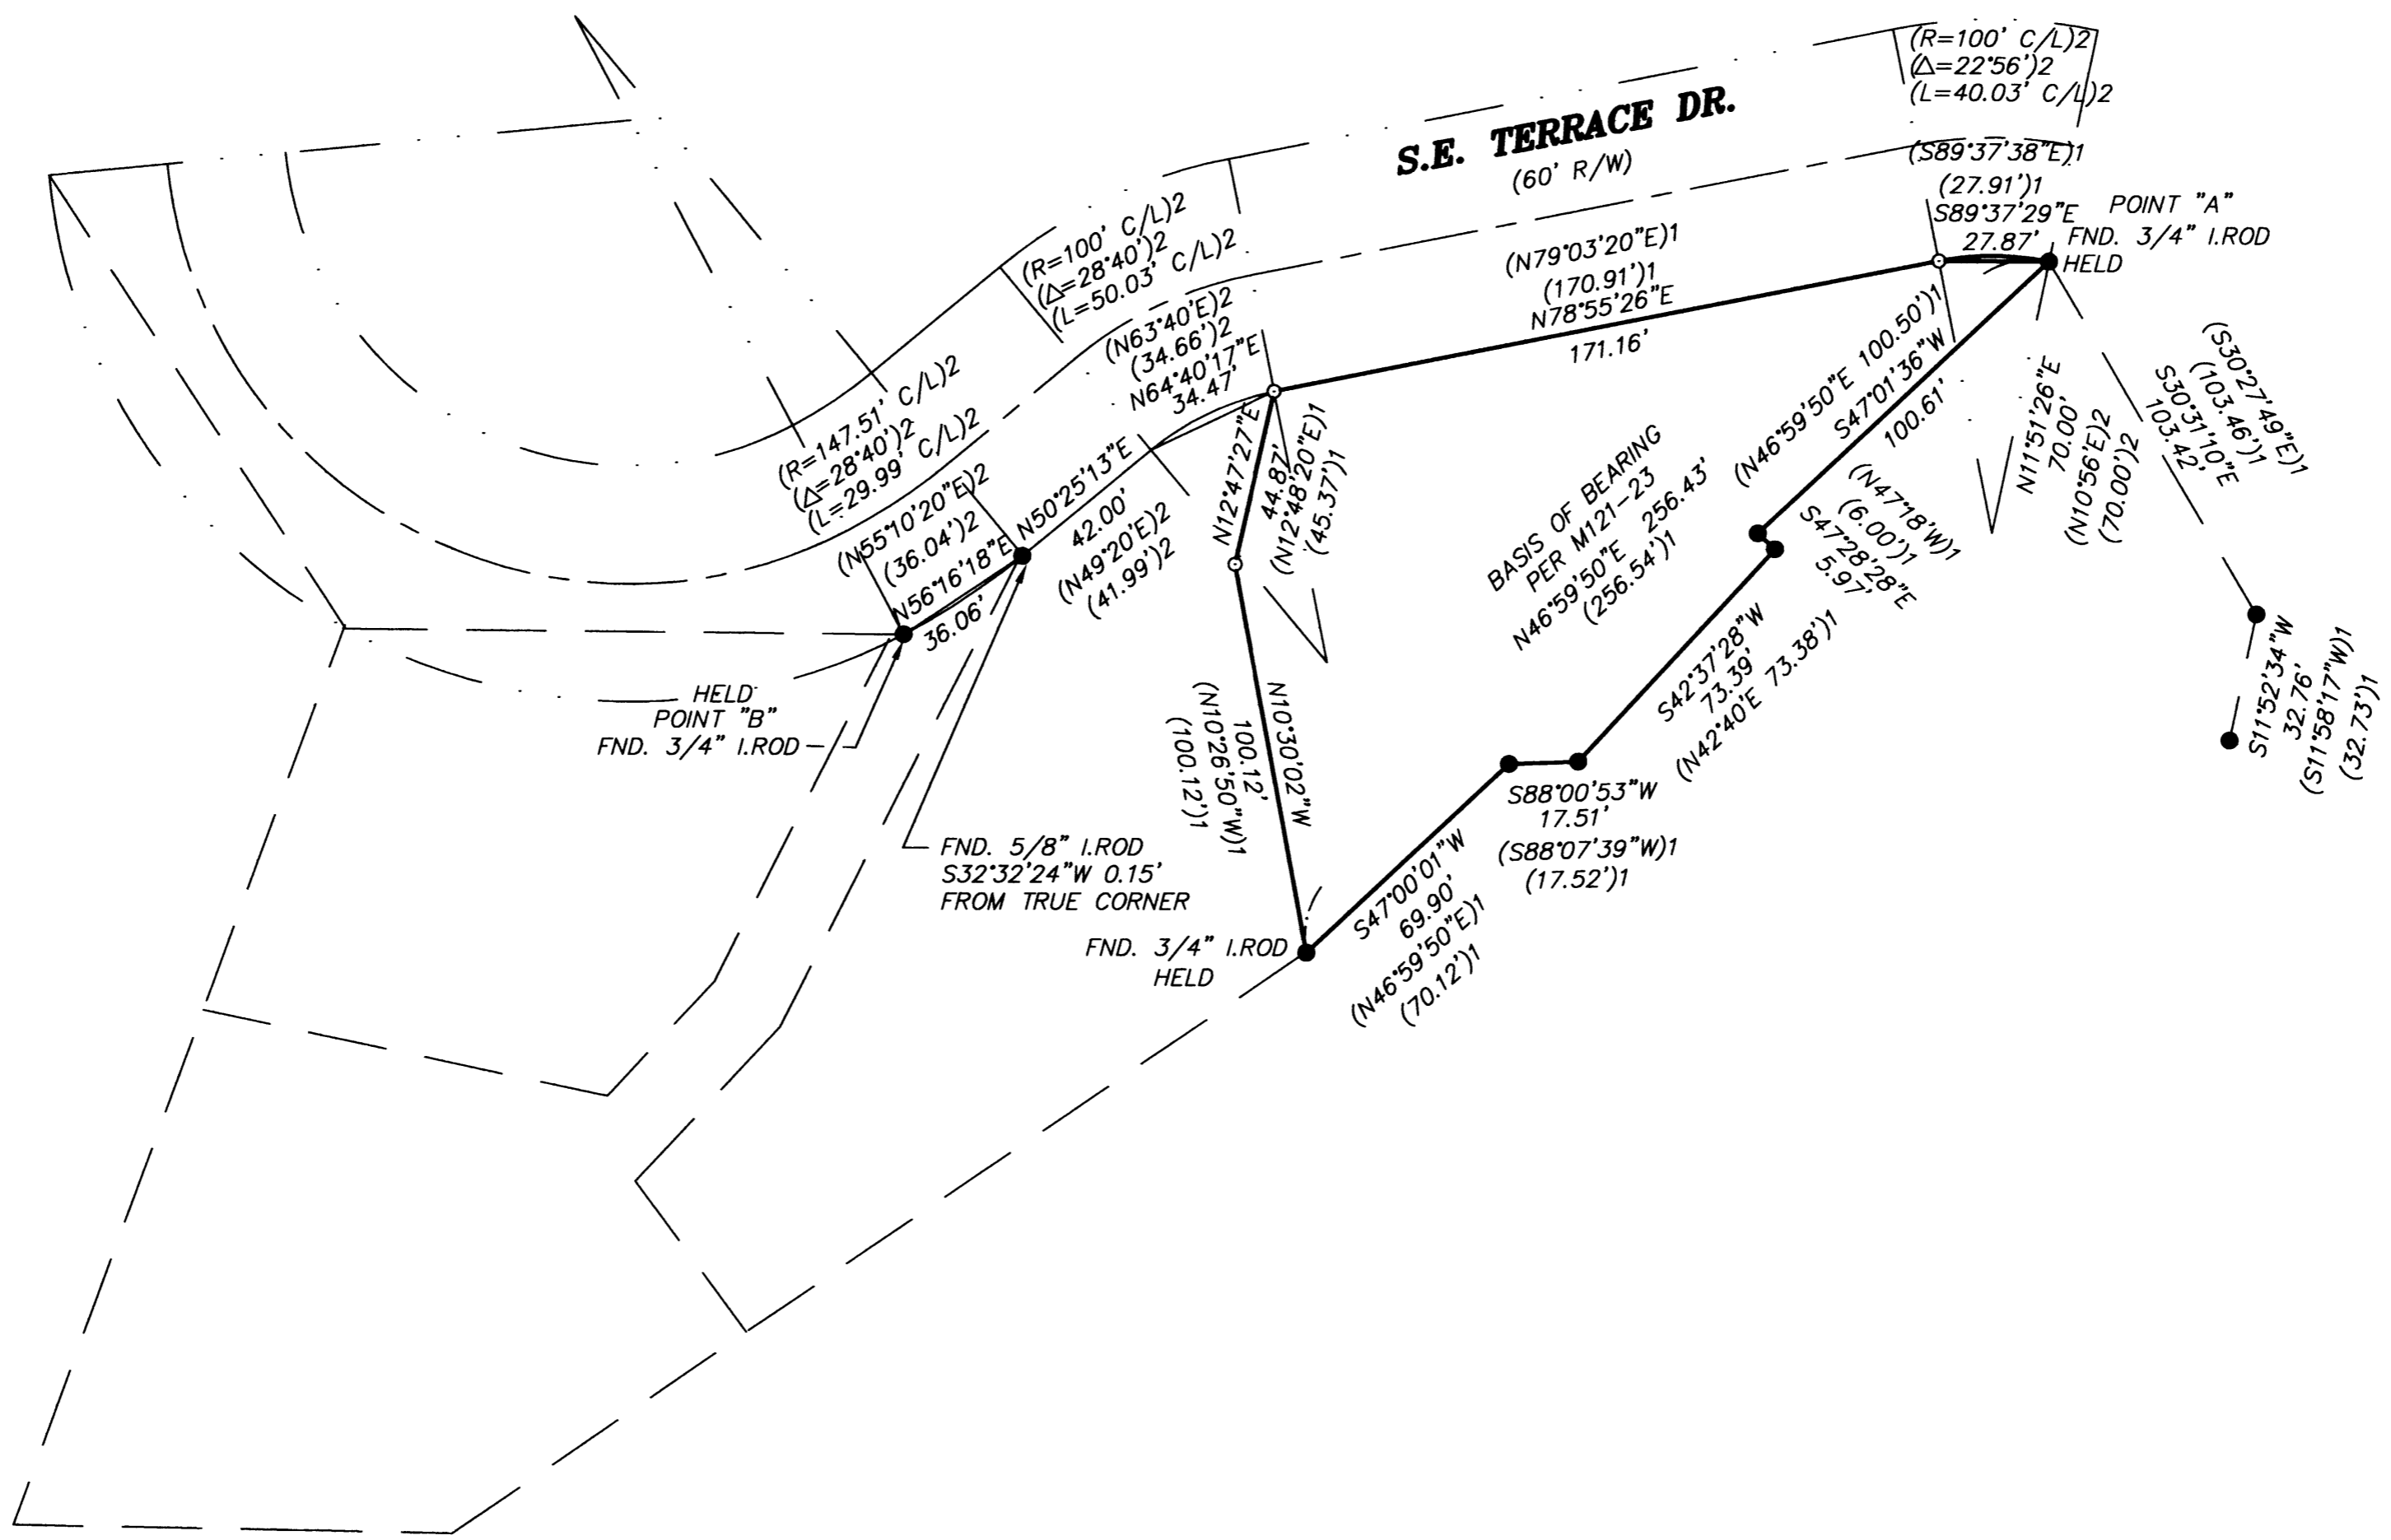 (R=100' C/L)2
(Δ=22°56')2
(L=40.03' C/L)2
S.E. TERRACE DR.
(60' R/W)
(S89°37'38"E)1
(27.91')1
S89°37'29"E
27.87'
POINT "A"
FND. 3/4" I.ROD
HELD
(R=100' C/L)2
(Δ=28°40')2
(L=50.03' C/L)2
(N63°40'E)2
(34.66')2
N64°40'17"E
34.47'
(N79°03'20"E)1
(170.91')1
N78°55'26"E
171.16'
(R=147.51' C/L)2
(Δ=28°40')2
(L=29.99' C/L)2
(N55°10'20"E)2
(36.04')2
N56°16'18"E
36.06'
N50°25'13"E
42.00'
(N49°20'E)2
(41.99')2
N12°47'27"E
44.87'
(N12°48'20"E)1
(45.37')1
BASIS OF BEARING
PER M121-23
N46°59'50"E 256.43'
(256.54')1
(N46°59'50"E 100.50')1
S47°01'36"W
100.61'
(N47°18'W)1
(6.00')1
S47°28'28"E
5.97'
N11°51'26"E
70.00'
(N10°56'E)2
(70.00')2
(S30°27'49"E)1
(103.46')1
S30°31'10"E
103.42'
S11°52'34"W
32.76'
(S11°58'17"W)1
(32.73')1
S42°37'28"W
73.39'
(N42°40'E 73.38')1
HELD
POINT "B"
FND. 3/4" I.ROD
N10°30'02"W
100.12'
(N10°26'50"W)1
(100.12')1
S88°00'53"W
17.51'
(S88°07'39"W)1
(17.52')1
FND. 5/8" I.ROD
S32°32'24"W 0.15'
FROM TRUE CORNER
S47°00'01"W
69.90'
(N46°59'50"E)1
(70.12')1
FND. 3/4" I.ROD
HELD